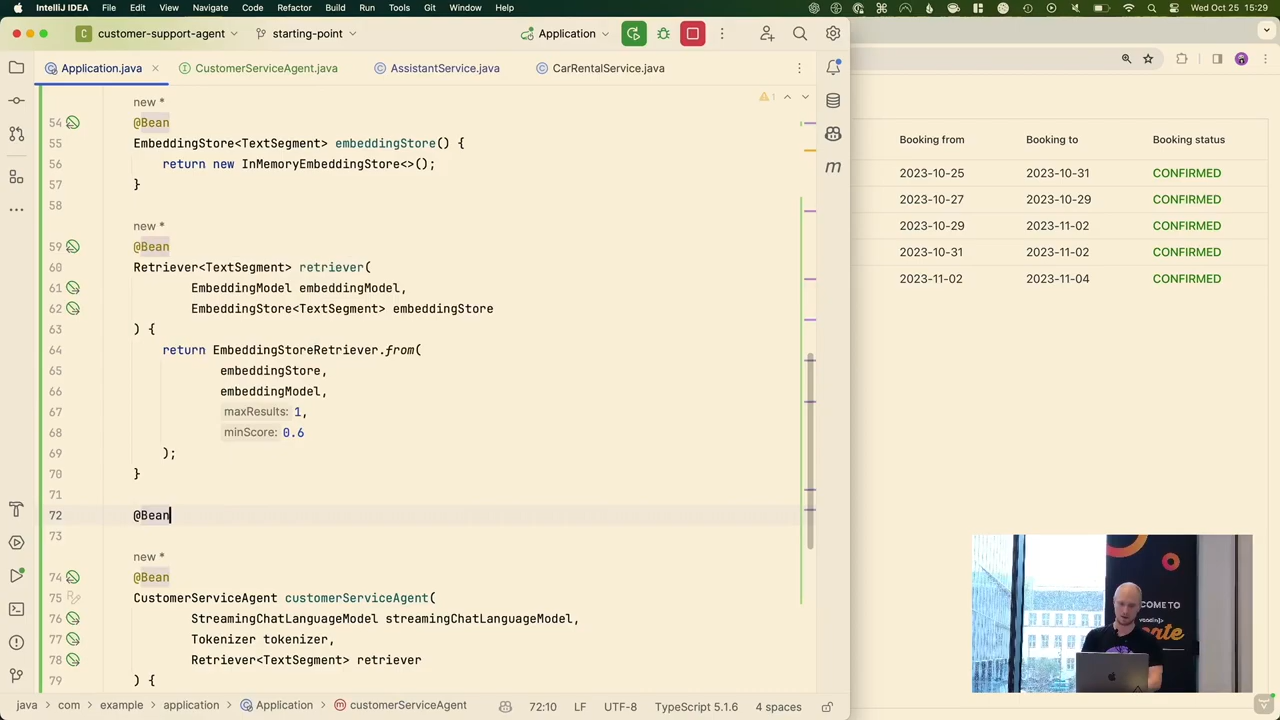 IntelliJ IDEA File Edit View Navigate Code Refactor Build Run Tools Git Window Help
Wed Oct 25 15:29
C customer-support-agent starting-point Application
Application.java CustomerServiceAgent.java AssistantService.java CarRentalService.java
new *
54 @Bean
55 EmbeddingStore<TextSegment> embeddingStore() {
56 return new InMemoryEmbeddingStore<>();
57 }
58
new *
59 @Bean
60 Retriever<TextSegment> retriever(
61 EmbeddingModel embeddingModel,
62 EmbeddingStore<TextSegment> embeddingStore
63 ) {
64 return EmbeddingStoreRetriever.from(
65 embeddingStore,
66 embeddingModel,
67 maxResults: 1,
68 minScore: 0.6
69 );
70 }
71
72 @Bean
73
new *
74 @Bean
75 CustomerServiceAgent customerServiceAgent(
76 StreamingChatLanguageModel streamingChatLanguageModel,
77 Tokenizer tokenizer,
78 Retriever<TextSegment> retriever
79 ) {
1
m
java > com > example > application > Application > customerServiceAgent
72:10 LF UTF-8 TypeScript 5.1.6 4 spaces
Booking from Booking to Booking status
2023-10-25 2023-10-31 CONFIRMED
2023-10-27 2023-10-29 CONFIRMED
2023-10-29 2023-11-02 CONFIRMED
2023-10-31 2023-11-02 CONFIRMED
2023-11-02 2023-11-04 CONFIRMED
COME TO